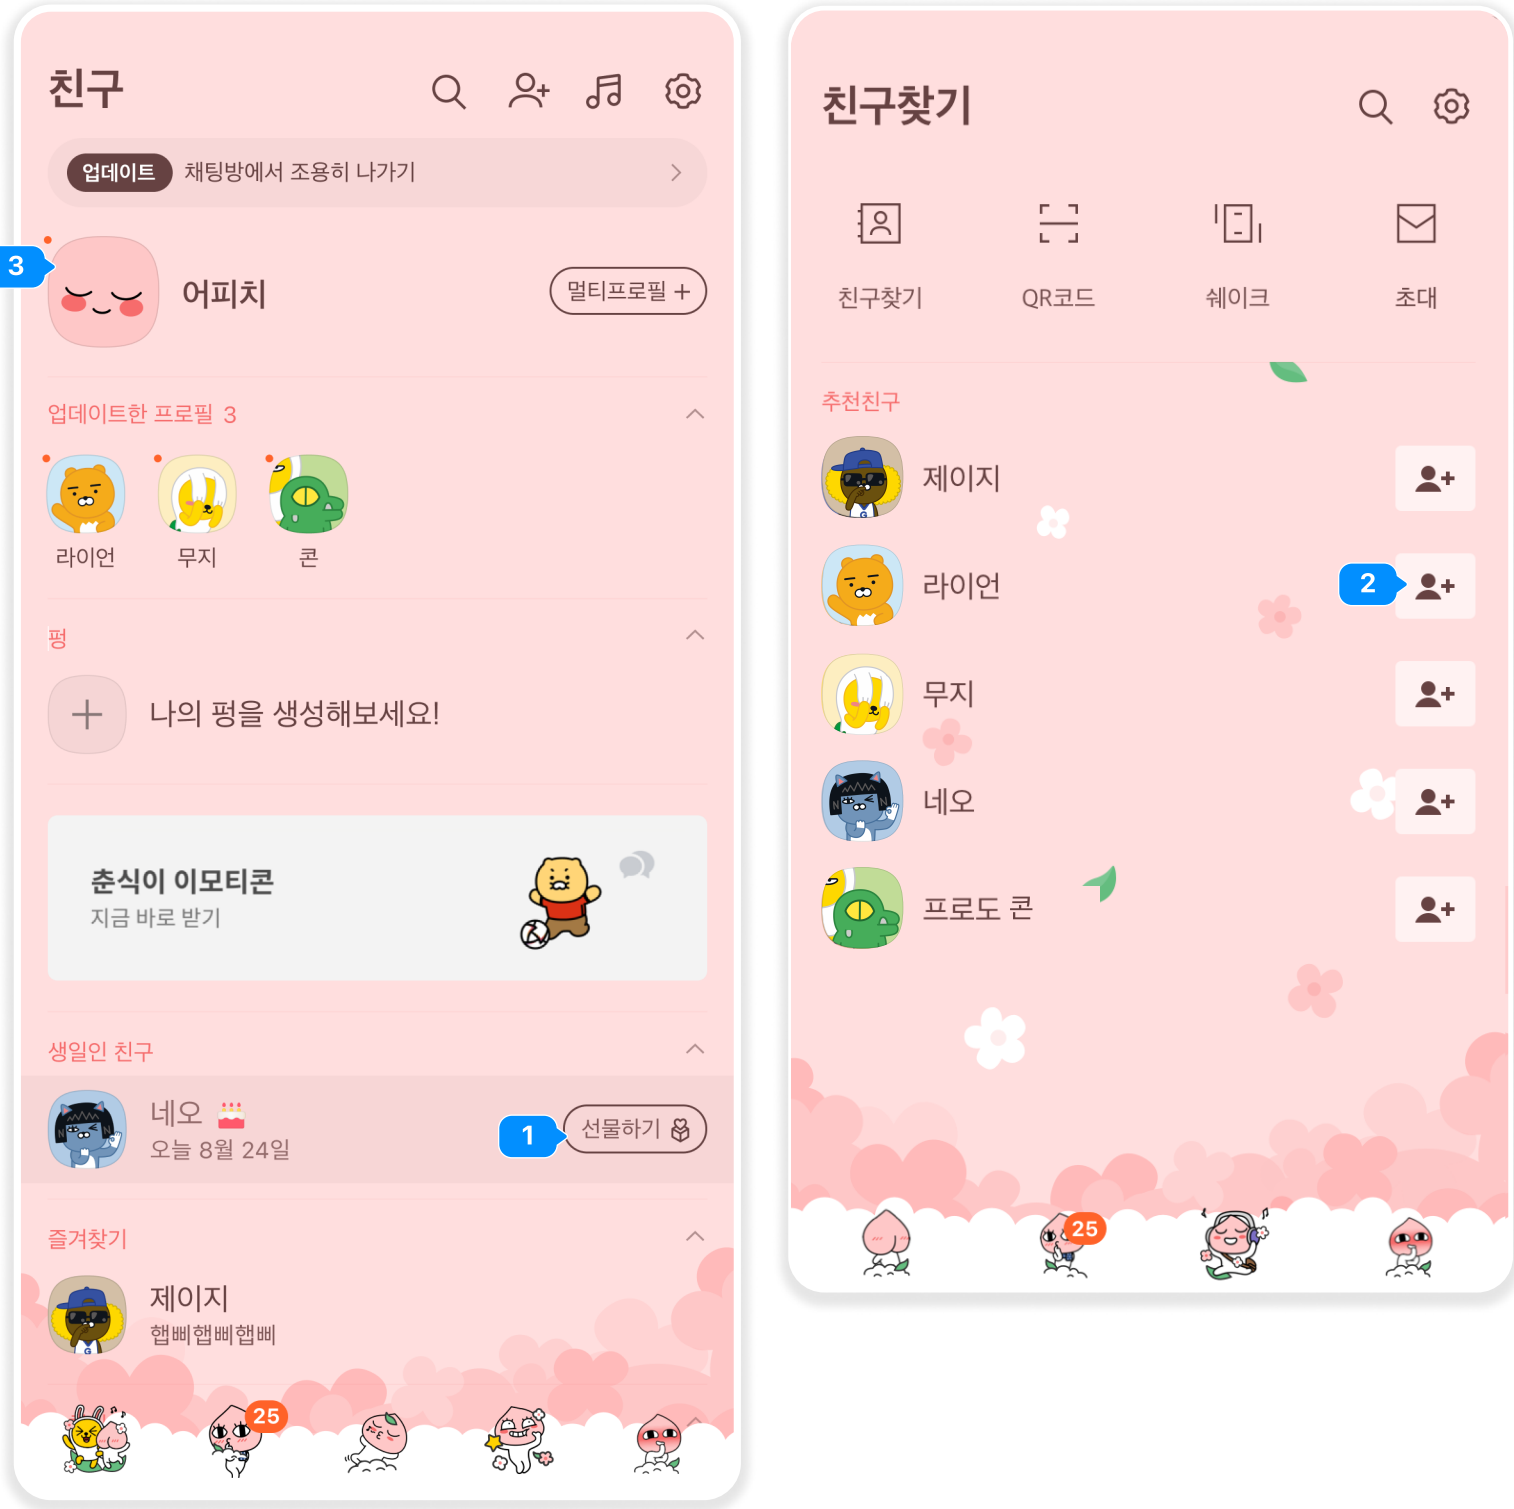 친구
업데이트 채팅방에서 조용히 나가기
3
어피치
멀티프로필
업데이트한 프로필 3
라이언 무지 콘
펑
나의 펑을 생성해보세요!
춘식이 이모티콘
지금 바로 받기
생일인 친구
네오
오늘 8월 24일
1
선물하기
즐겨찾기
제이지
햅삐햅삐햅삐
25
친구찾기
친구찾기 QR코드 쉐이크 초대
추천친구
제이지
라이언
2
무지
네오
프로도 콘
25